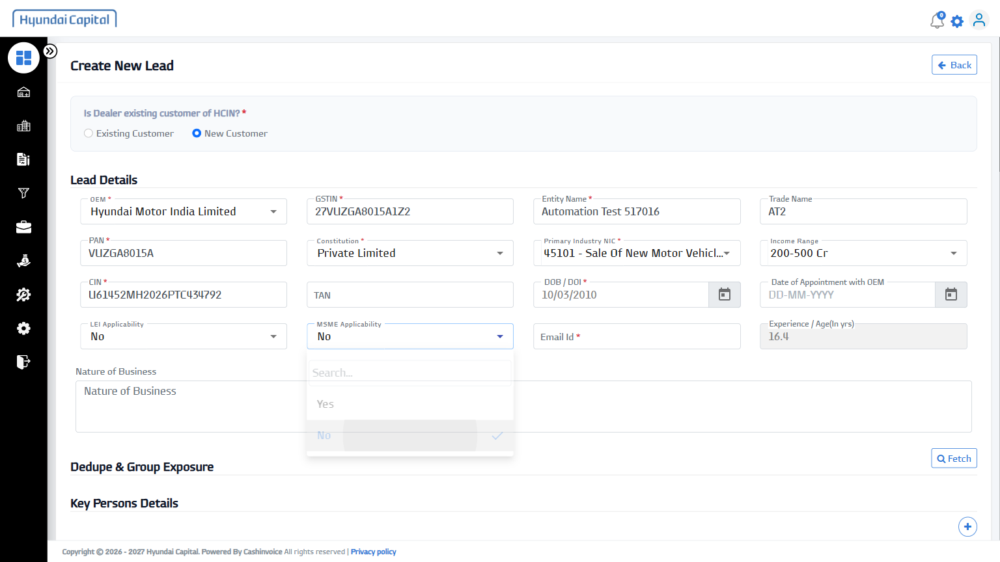 Hyundai Capital
0
Create New Lead
Back
Is Dealer existing customer of HCIN? *
Existing Customer
New Customer
Lead Details
OEM *
Hyundai Motor India Limited
GSTIN *
27VUZGA8015A1Z2
Entity Name *
Automation Test 517016
Trade Name
AT2
PAN *
VUZGA8015A
Constitution *
Private Limited
Primary Industry NIC *
45101 - Sale Of New Motor Vehicl...
Income Range
200-500 Cr
CIN *
U61452MH2026PTC434792
TAN
DOB / DOI *
10/03/2010
Date of Appointment with OEM
DD-MM-YYYY
LEI Applicability
No
MSME Applicability
No
Email Id *
Experience / Age(In yrs)
16.4
Search...
Yes
No
Nature of Business
Nature of Business
Dedupe & Group Exposure
Fetch
Key Persons Details
Copyright © 2026 - 2027 Hyundai Capital. Powered By Cashinvoice All rights reserved | Privacy policy